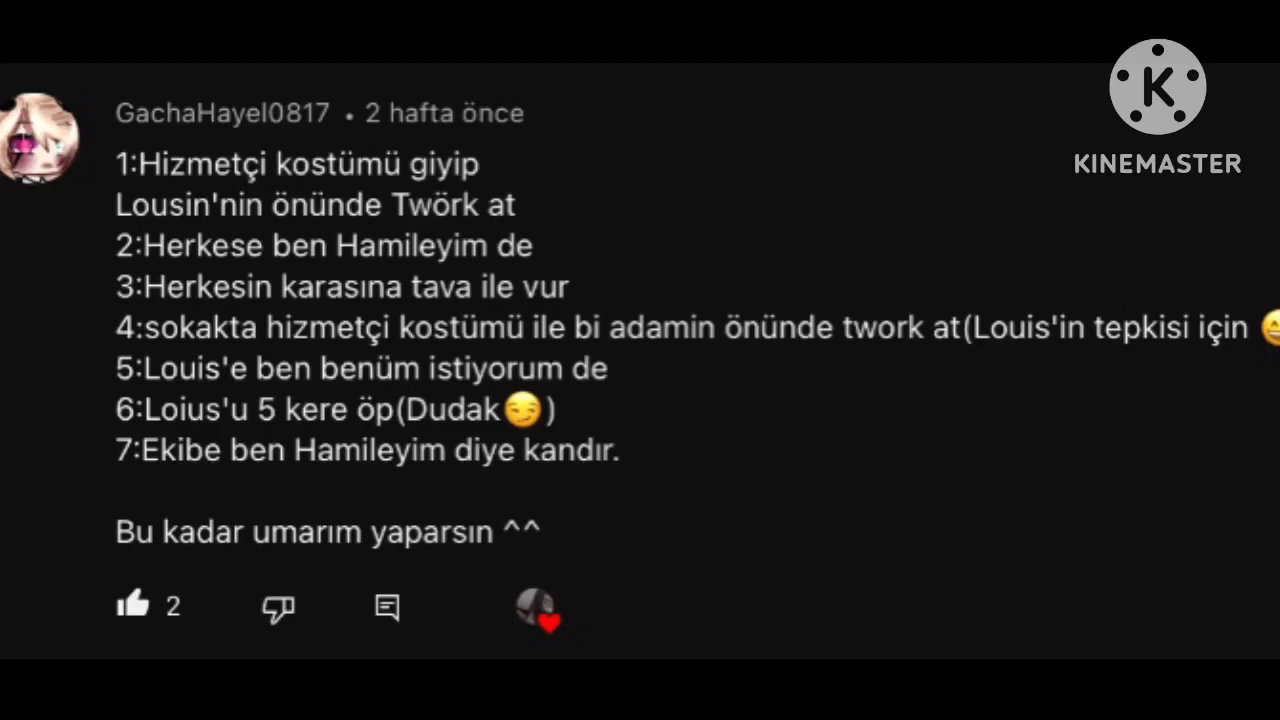 GachaHayel0817 • 2 hafta önce
1:Hizmetçi kostümü giyip
Lousin'nin önünde Twörk at
2:Herkese ben Hamileyim de
3:Herkesin karasına tava ile vur
4:sokakta hizmetçi kostümü ile bi adamin önünde twork at(Louis'in tepkisi için 😄
5:Louis'e ben benüm istiyorum de
6:Loius'u 5 kere öp(Dudak😏)
7:Ekibe ben Hamileyim diye kandır.
Bu kadar umarım yaparsın ^^
2
K
KINEMASTER